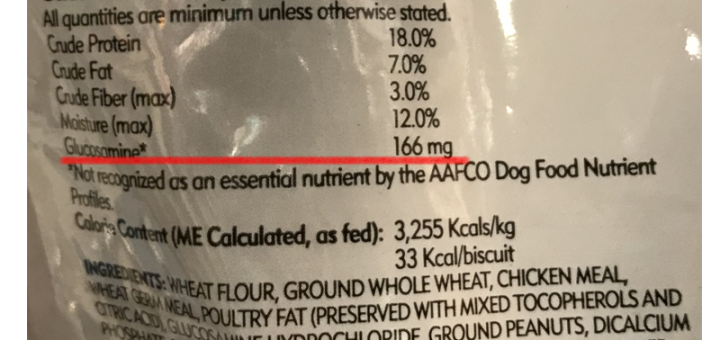 All quantities are minimum unless otherwise stated.
Crude Protein 18.0%
Crude Fat 7.0%
Crude Fiber (max) 3.0%
Moisture (max) 12.0%
Glucosamine* 166 mg
*Not recognized as an essential nutrient by the AAFCO Dog Food Nutrient
Profiles.
Calorie Content (ME Calculated, as fed): 3,255 Kcals/kg
33 Kcal/biscuit
INGREDIENTS: WHEAT FLOUR, GROUND WHOLE WHEAT, CHICKEN MEAL,
WHEAT GERM MEAL, POULTRY FAT (PRESERVED WITH MIXED TOCOPHEROLS AND
CITRIC ACID), GLUCOSAMINE HYDROCHLORIDE, GROUND PEANUTS, DICALCIUM
PHOSPHATE